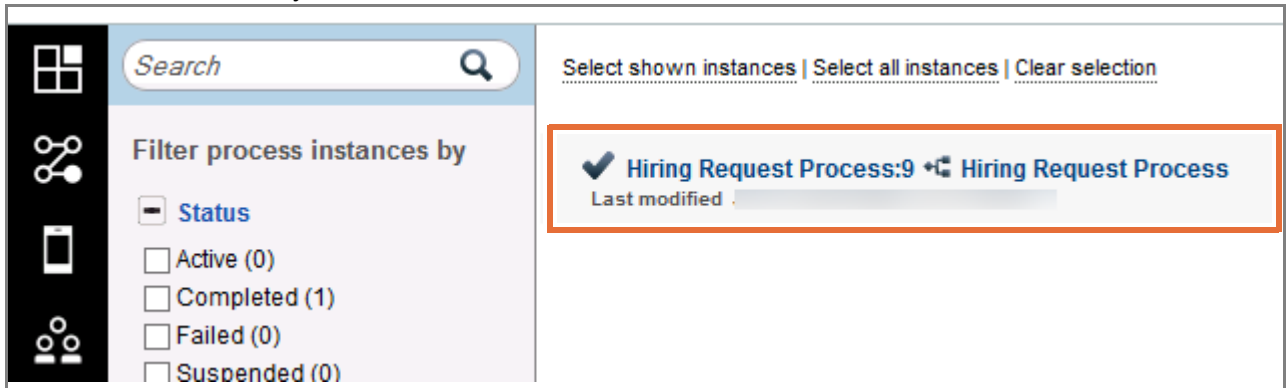 Search
Select shown instances | Select all instances | Clear selection
Filter process instances by
Status
Active (0)
Completed (1)
Failed (0)
Suspended (0)
Hiring Request Process:9 Hiring Request Process
Last modified